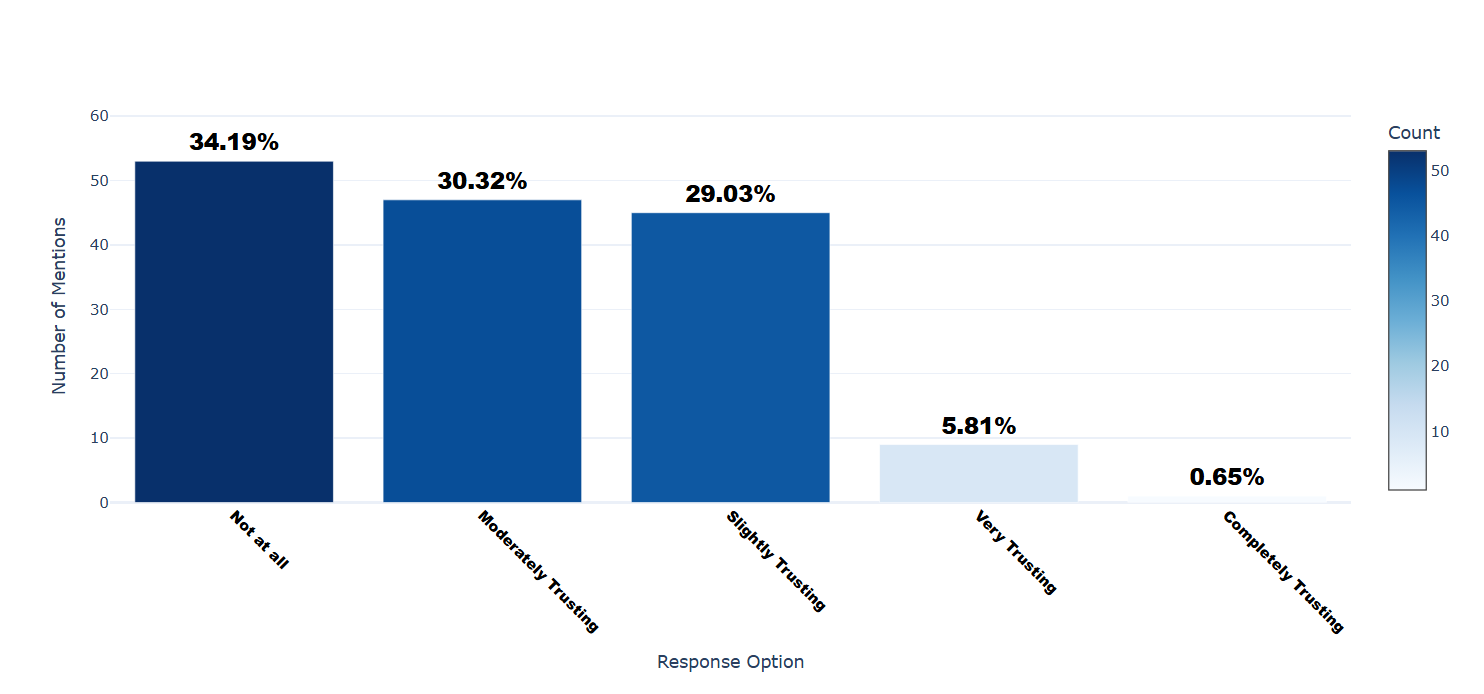 60
50
40
30
20
10
0
Number of Mentions
34.19%
30.32%
29.03%
5.81%
0.65%
Not at all
Moderately Trusting
Slightly Trusting
Very Trusting
Completely Trusting
Response Option
Count
50
40
30
20
10